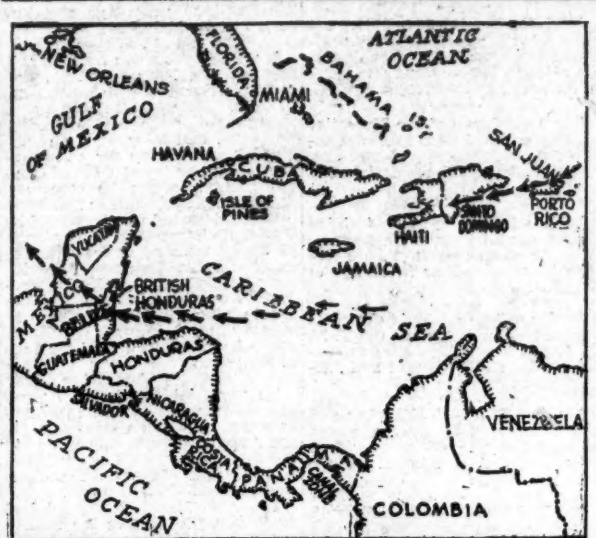 ATLANTIC
OCEAN
NEW ORLEANS
FLORIDA
BAHAMA IS.
MIAMI
GULF
OF MEXICO
HAVANA
CUBA
SAN JUAN
ISLE OF
PINES
PORTO
RICO
SANTO
DOMINGO
HAITI
JAMAICA
YUCATAN
CARIBBEAN
SEA
BRITISH
HONDURAS
MEXICO
BELIZE
GUATEMALA
HONDURAS
SALVADOR
NICARAGUA
VENEZUELA
COSTA
RICA
PANAMA
CANAL
ZONE
COLOMBIA
PACIFIC
OCEAN